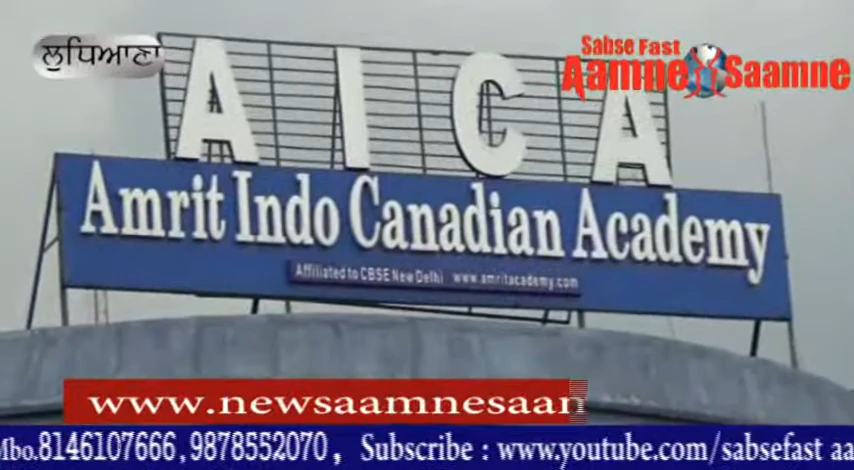 ਲੁਧਿਆਣਾ
Sabse Fast
Aamne Saamne
AICA
Amrit Indo Canadian Academy
Affiliated to CBSE New Delhi www.amritacademy.com
www.newsaamnesaan
Mbo.8146107666,9878552070, Subscribe : www.youtube.com/sabsefast aa